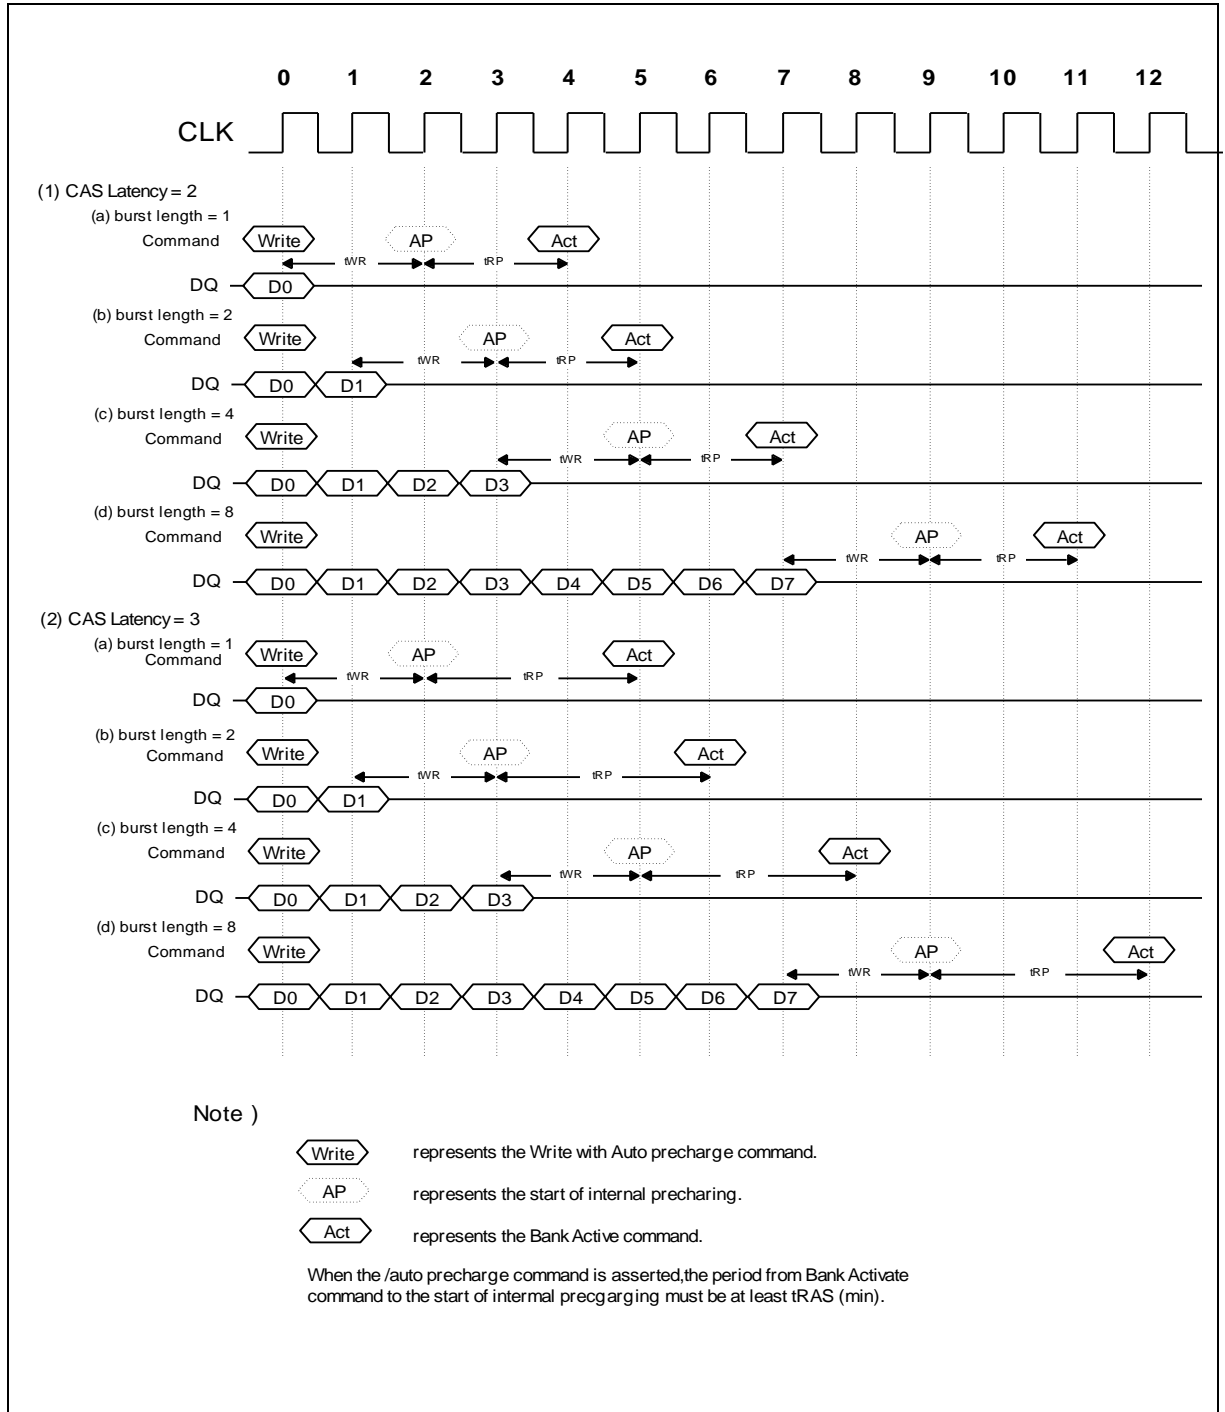 0 1 2 3 4 5 6 7 8 9 10 11 12
CLK
(1) CAS Latency = 2
(a) burst length = 1
Command Write AP Act
tWR tRP
DQ D0
(b) burst length = 2
Command Write AP Act
tWR tRP
DQ D0 D1
(c) burst length = 4
Command Write AP Act
tWR tRP
DQ D0 D1 D2 D3
(d) burst length = 8
Command Write AP Act
tWR tRP
DQ D0 D1 D2 D3 D4 D5 D6 D7
(2) CAS Latency = 3
(a) burst length = 1
Command Write AP Act
tWR tRP
DQ D0
(b) burst length = 2
Command Write AP Act
tWR tRP
DQ D0 D1
(c) burst length = 4
Command Write AP Act
tWR tRP
DQ D0 D1 D2 D3
(d) burst length = 8
Command Write AP Act
tWR tRP
DQ D0 D1 D2 D3 D4 D5 D6 D7
Note )
Write represents the Write with Auto precharge command.
AP represents the start of internal precharing.
Act represents the Bank Active command.
When the /auto precharge command is asserted,the period from Bank Activate
command to the start of intermal precgarging must be at least tRAS (min).